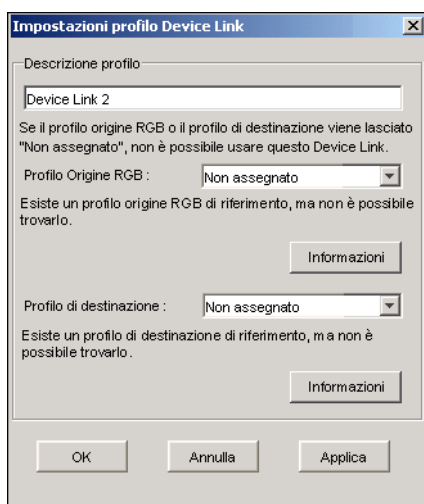 Impostazioni profilo Device Link
Descrizione profilo
Device Link 2
Se il profilo origine RGB o il profilo di destinazione viene lasciato
"Non assegnato", non è possibile usare questo Device Link.
Profilo Origine RGB : Non assegnato
Esiste un profilo origine RGB di riferimento, ma non è possibile
trovarlo.
Informazioni
Profilo di destinazione : Non assegnato
Esiste un profilo di destinazione di riferimento, ma non è
possibile trovarlo.
Informazioni
OK Annulla Applica